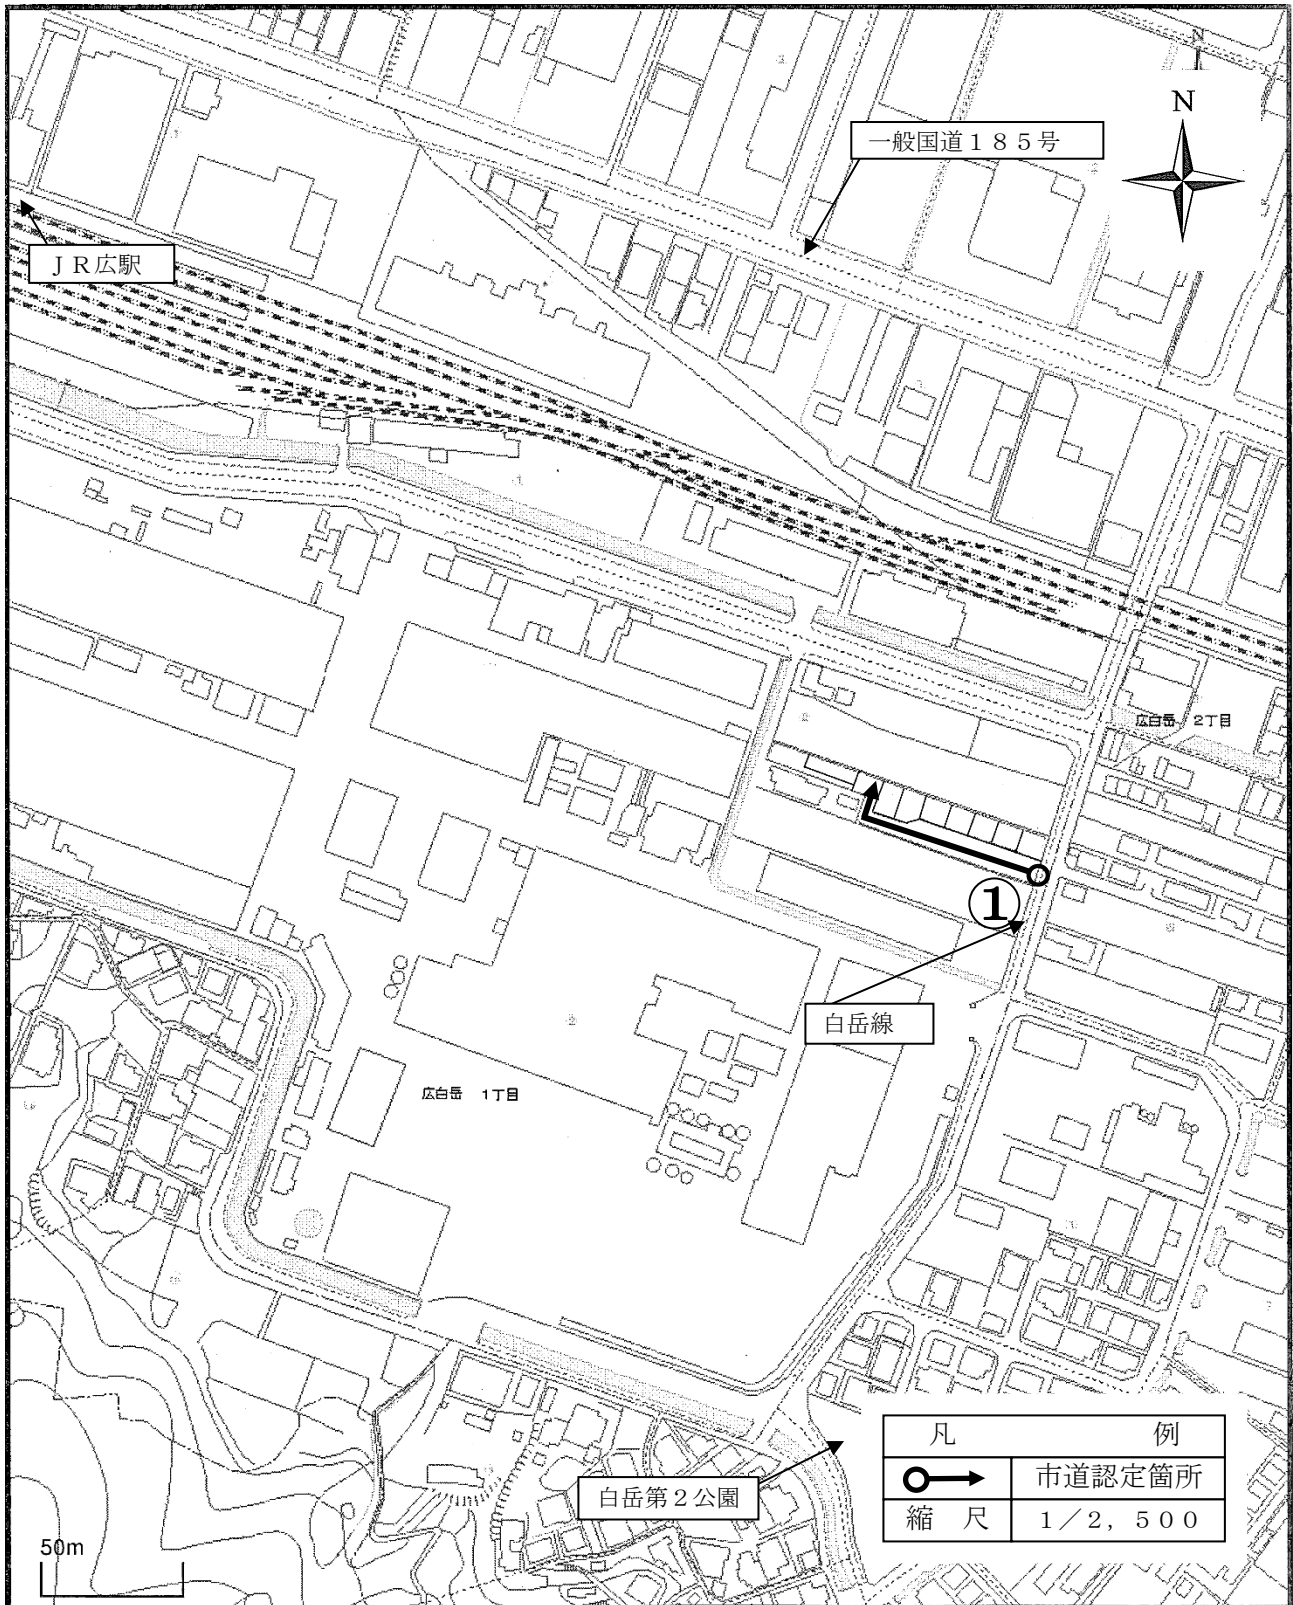 N
N
一般国道185号
JR広駅
広白岳 2丁目
①
白岳線
広白岳 1丁目
白岳第2公園
凡 例
市道認定箇所
縮 尺 1/2,500
50m